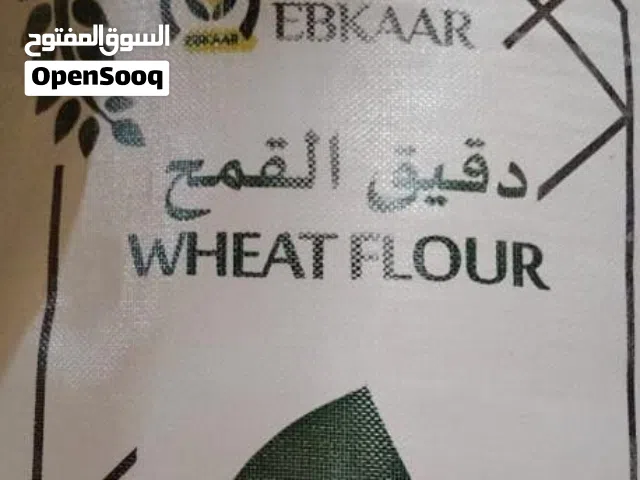 السوق المفتوح
OpenSooq
EBKAAR
EBKAAR
دقيق القمح
WHEAT FLOUR